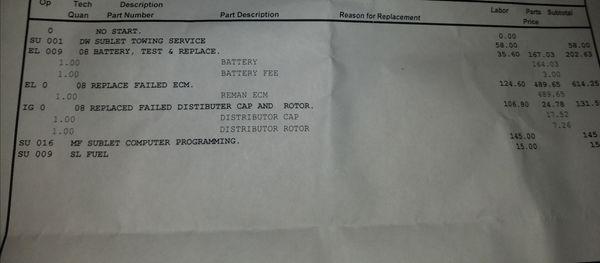 Op Tech Description Labor Parts Subtotal
Quan Part Number Part Description Reason for Replacement Price
0 NO START. 0.00
SU 001 DW SUBLET TOWING SERVICE 58.00 58.00
EL 009 08 BATTERY, TEST & REPLACE. 35.60 167.03 202.63
1.00 BATTERY 164.03
1.00 BATTERY FEE 3.00
EL 0 08 REPLACE FAILED ECM. 124.60 489.65 614.25
1.00 REMAN ECM 489.65
IG 0 08 REPLACED FAILED DISTIBUTER CAP AND ROTOR. 106.80 24.78 131.5
1.00 DISTRIBUTOR CAP 17.52
1.00 DISTRIBUTOR ROTOR 7.26
SU 016 MF SUBLET COMPUTER PROGRAMMING. 145.00 145
SU 009 SL FUEL 15.00 15